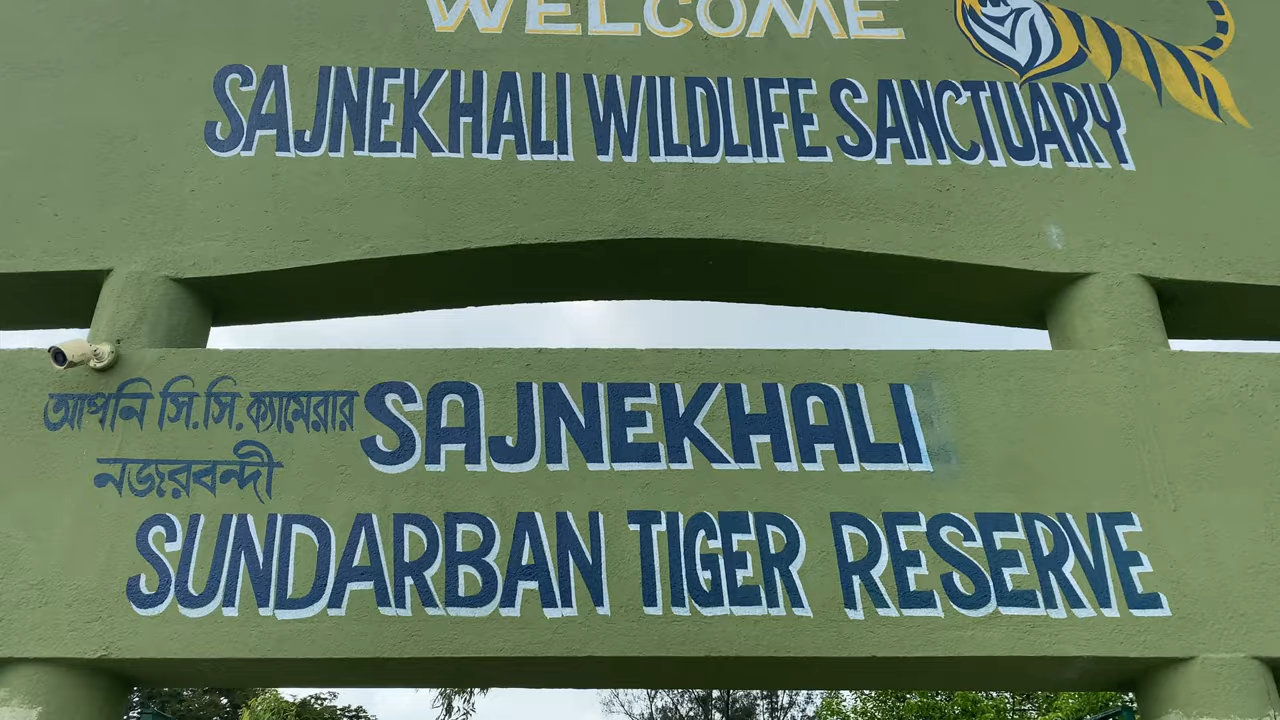 WELCOME
SAJNEKHALI WILDLIFE SANCTUARY
আপনি সি.সি.ক্যামেরার
নজরবন্দী
SAJNEKHALI
SUNDARBAN TIGER RESERVE